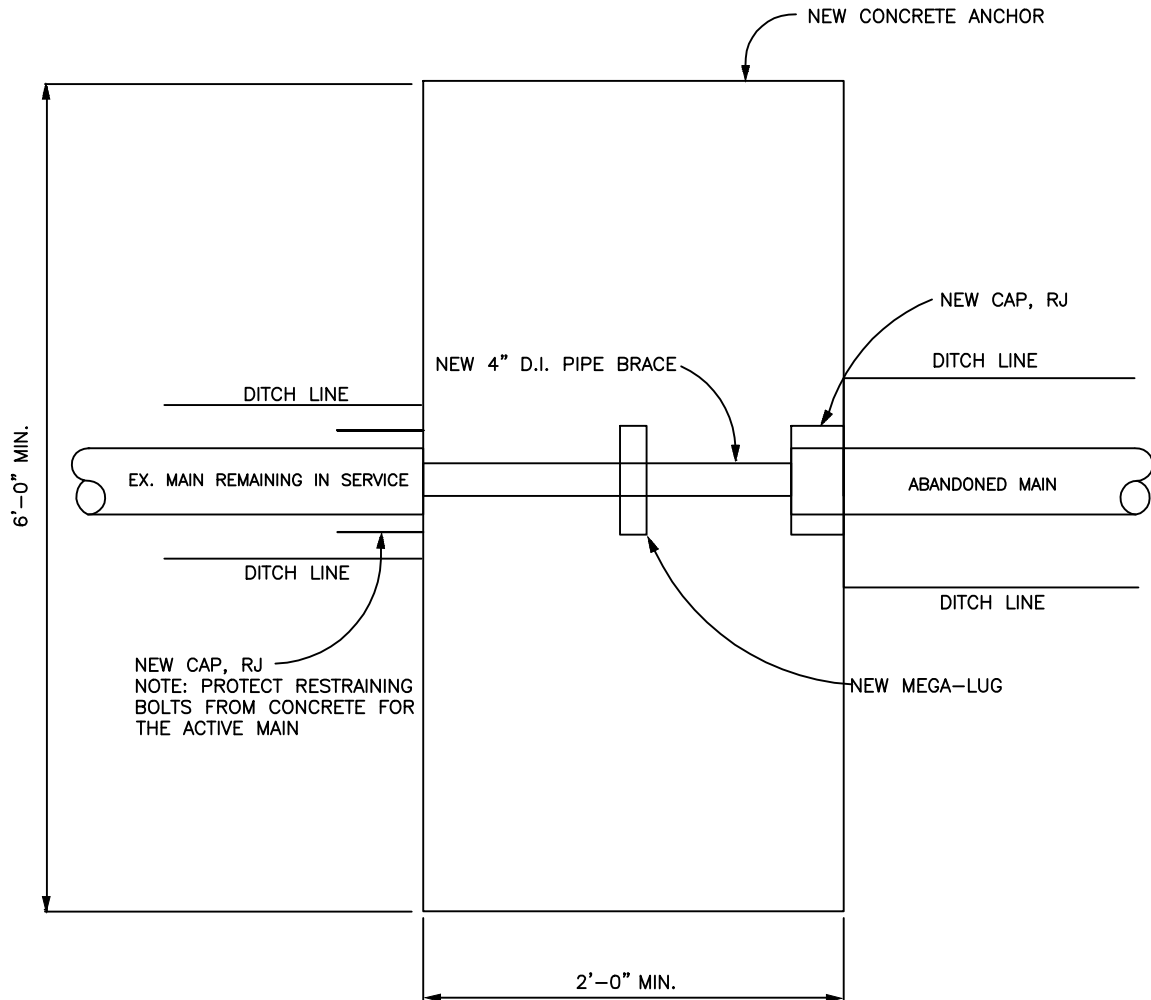 NEW CONCRETE ANCHOR
NEW CAP, RJ
NEW 4" D.I. PIPE BRACE
DITCH LINE
DITCH LINE
6'-0" MIN.
EX. MAIN REMAINING IN SERVICE
ABANDONED MAIN
DITCH LINE
DITCH LINE
NEW CAP, RJ
NOTE: PROTECT RESTRAINING
BOLTS FROM CONCRETE FOR
THE ACTIVE MAIN
NEW MEGA-LUG
2'-0" MIN.